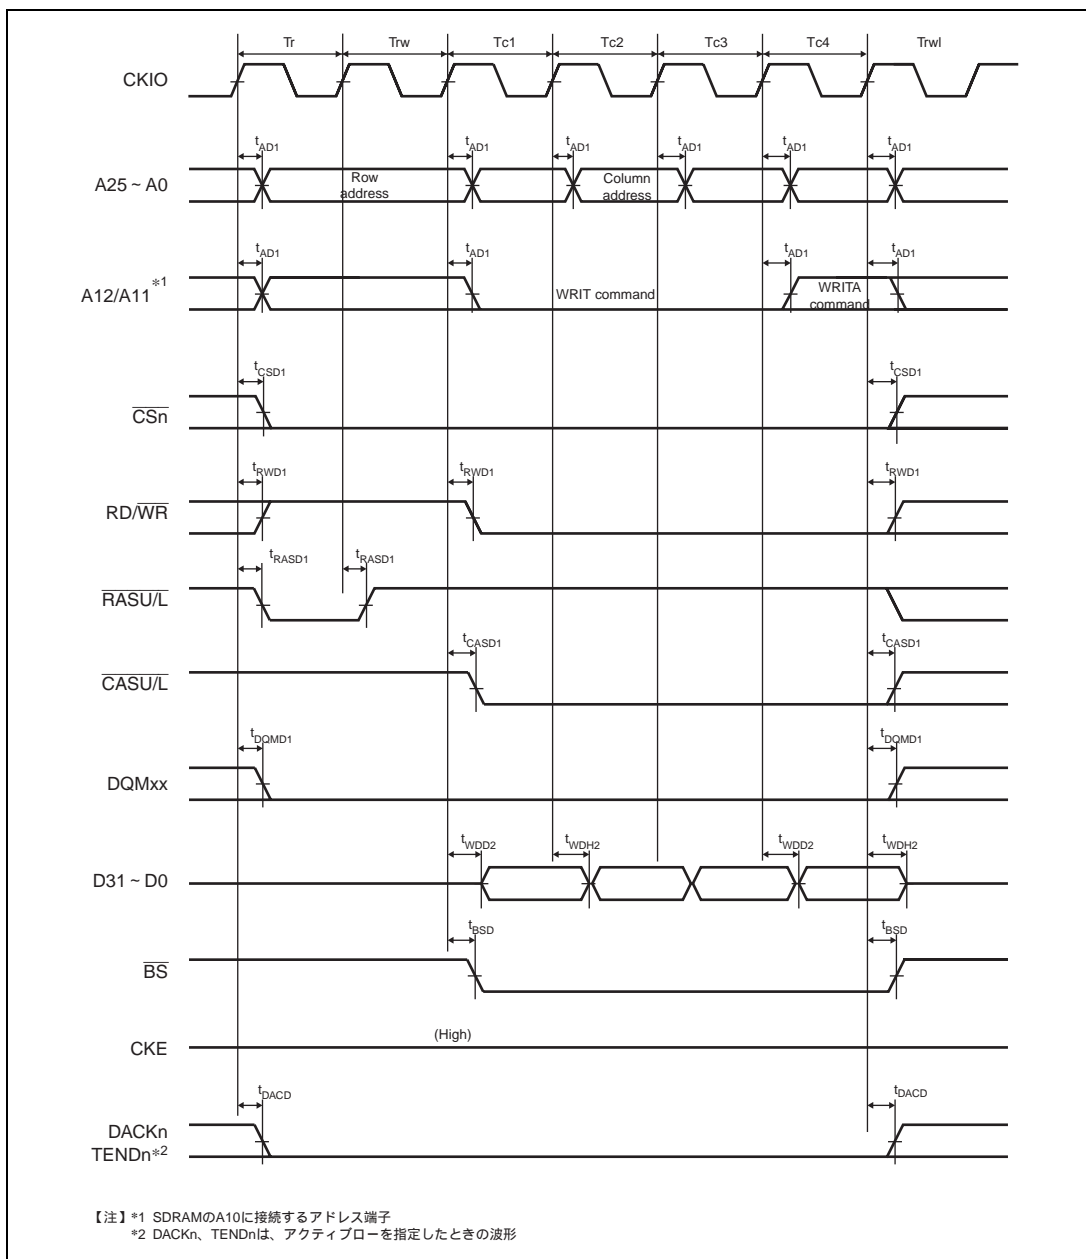 Tr Trw Tc1 Tc2 Tc3 Tc4 Trwl
CKIO
tAD1 tAD1 tAD1 tAD1 tAD1 tAD1
A25 ~ A0
Row
address
Column
address
tAD1 tAD1 tAD1 tAD1
A12/A11*1
WRIT command
WRITA
command
tCSD1 tCSD1
CSn
tRWD1 tRWD1 tRWD1
RD/WR
tRASD1 tRASD1
RASU/L
tCASD1 tCASD1
CASU/L
tDQMD1 tDQMD1
DQMxx
tWDD2 tWDH2 tWDD2 tWDH2
D31 ~ D0
tBSD tBSD
BS
(High)
CKE
tDACD tDACD
DACKn
TENDn*2
【注】*1 SDRAMのA10に接続するアドレス端子
*2 DACKn、TENDnは、アクティブローを指定したときの波形